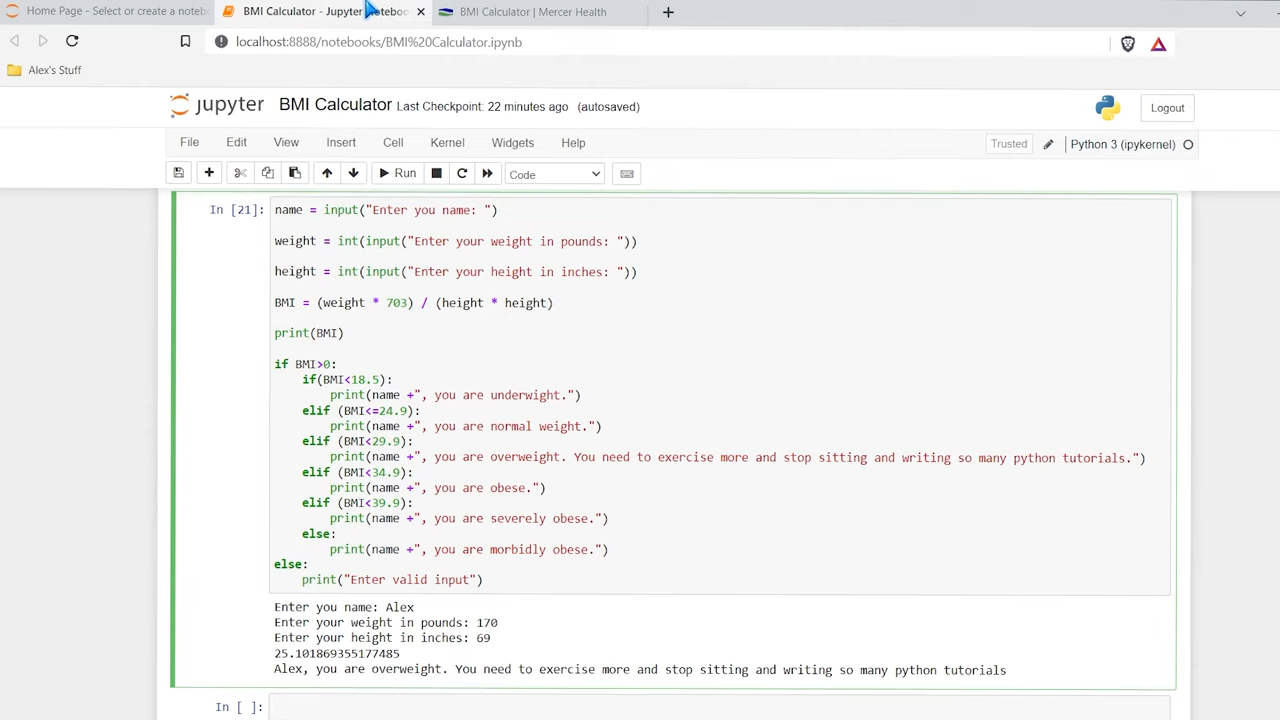 Home Page - Select or create a noteb
BMI Calculator - Jupyter Notebo
BMI Calculator | Mercer Health
localhost:8888/notebooks/BMI%20Calculator.ipynb
Alex's Stuff
jupyter BMI Calculator Last Checkpoint: 22 minutes ago (autosaved)
Logout
File Edit View Insert Cell Kernel Widgets Help
Trusted Python 3 (ipykernel)
Run Code
In [21]: name = input("Enter you name: ")
weight = int(input("Enter your weight in pounds: "))
height = int(input("Enter your height in inches: "))
BMI = (weight * 703) / (height * height)
print(BMI)
if BMI>0:
if(BMI<18.5):
print(name +", you are underwight.")
elif (BMI<=24.9):
print(name +", you are normal weight.")
elif (BMI<29.9):
print(name +", you are overweight. You need to exercise more and stop sitting and writing so many python tutorials.")
elif (BMI<34.9):
print(name +", you are obese.")
elif (BMI<39.9):
print(name +", you are severely obese.")
else:
print(name +", you are morbidly obese.")
else:
print("Enter valid input")
Enter you name: Alex
Enter your weight in pounds: 170
Enter your height in inches: 69
25.101869355177485
Alex, you are overweight. You need to exercise more and stop sitting and writing so many python tutorials
In [ ]: